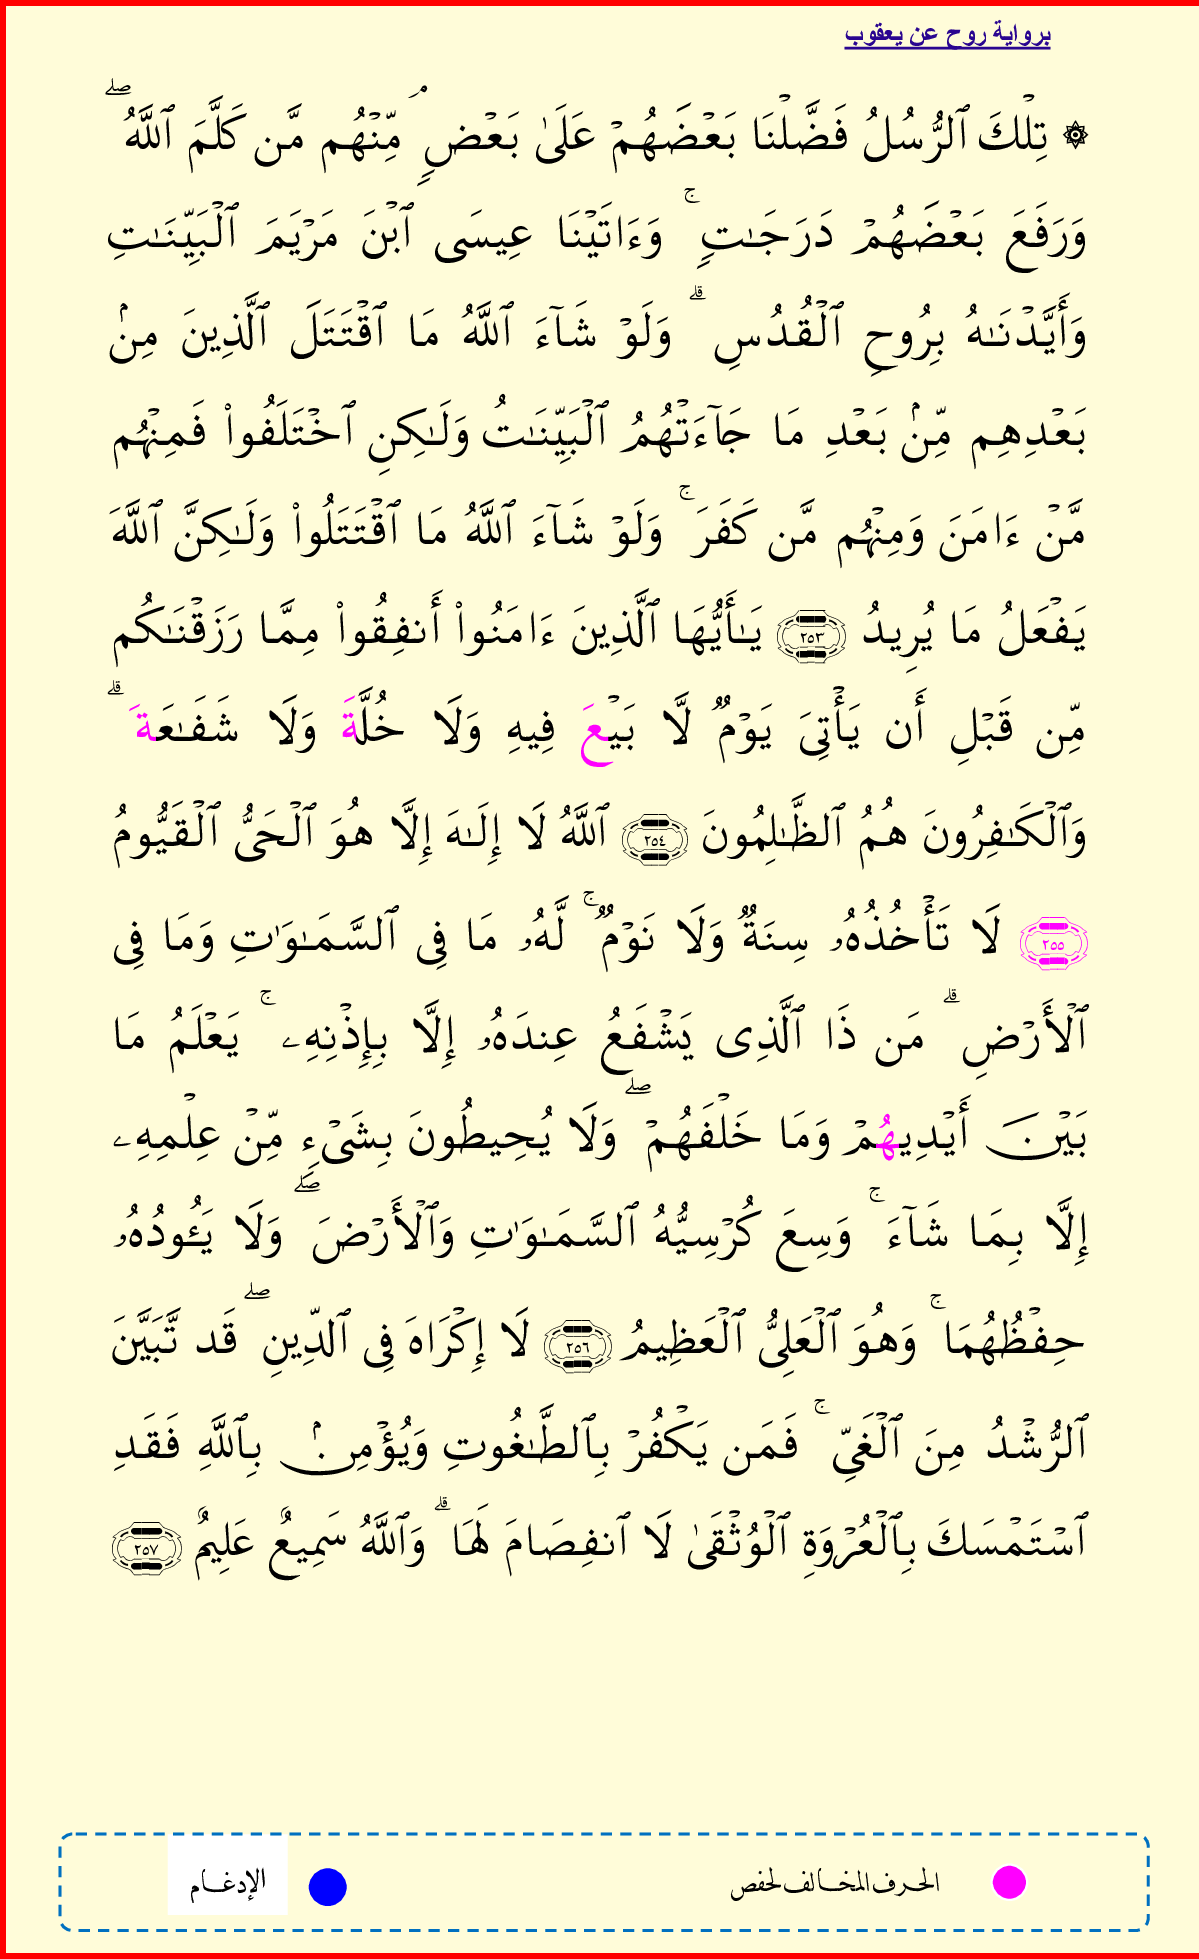 برواية روح عن يعقوب
۞ تِلۡكَ ٱلرُّسُلُ فَضَّلۡنَا بَعۡضَهُمۡ عَلَىٰ بَعۡضٖۘ مِّنۡهُم مَّن كَلَّمَ ٱللَّهُۖ
وَرَفَعَ بَعۡضَهُمۡ دَرَجَٰتٖۚ وَءَاتَيۡنَا عِيسَى ٱبۡنَ مَرۡيَمَ ٱلۡبَيِّنَٰتِ
وَأَيَّدۡنَٰهُ بِرُوحِ ٱلۡقُدُسِۗ وَلَوۡ شَآءَ ٱللَّهُ مَا ٱقۡتَتَلَ ٱلَّذِينَ مِنۢ
بَعۡدِهِم مِّنۢ بَعۡدِ مَا جَآءَتۡهُمُ ٱلۡبَيِّنَٰتُ وَلَٰكِنِ ٱخۡتَلَفُواْ فَمِنۡهُم
مَّنۡ ءَامَنَ وَمِنۡهُم مَّن كَفَرَۚ وَلَوۡ شَآءَ ٱللَّهُ مَا ٱقۡتَتَلُواْ وَلَٰكِنَّ ٱللَّهَ
يَفۡعَلُ مَا يُرِيدُ ٢٥٣ يَٰٓأَيُّهَا ٱلَّذِينَ ءَامَنُواْ أَنفِقُواْ مِمَّا رَزَقۡنَٰكُم
مِّن قَبۡلِ أَن يَأۡتِيَ يَوۡمٞ لَّا بَيۡعَ فِيهِ وَلَا خُلَّةَ وَلَا شَفَٰعَةَۗ
وَٱلۡكَٰفِرُونَ هُمُ ٱلظَّٰلِمُونَ ٢٥٤ ٱللَّهُ لَا إِلَٰهَ إِلَّا هُوَ ٱلۡحَيُّ ٱلۡقَيُّومُ
٢٥٥ لَا تَأۡخُذُهُۥ سِنَةٞ وَلَا نَوۡمٞۚ لَّهُۥ مَا فِي ٱلسَّمَٰوَٰتِ وَمَا فِي
ٱلۡأَرۡضِۗ مَن ذَا ٱلَّذِي يَشۡفَعُ عِندَهُۥ إِلَّا بِإِذۡنِهِۦۚ يَعۡلَمُ مَا
بَيۡنَ أَيۡدِيهُمۡ وَمَا خَلۡفَهُمۡۖ وَلَا يُحِيطُونَ بِشَيۡءٖ مِّنۡ عِلۡمِهِۦ
إِلَّا بِمَا شَآءَۚ وَسِعَ كُرۡسِيُّهُ ٱلسَّمَٰوَٰتِ وَٱلۡأَرۡضَۖ وَلَا يَـُٔودُهُۥ
حِفۡظُهُمَاۚ وَهُوَ ٱلۡعَلِيُّ ٱلۡعَظِيمُ ٢٥٦ لَا إِكۡرَاهَ فِي ٱلدِّينِۖ قَد تَّبَيَّنَ
ٱلرُّشۡدُ مِنَ ٱلۡغَيِّۚ فَمَن يَكۡفُرۡ بِٱلطَّٰغُوتِ وَيُؤۡمِنۢ بِٱللَّهِ فَقَدِ
ٱسۡتَمۡسَكَ بِٱلۡعُرۡوَةِ ٱلۡوُثۡقَىٰ لَا ٱنفِصَامَ لَهَاۗ وَٱللَّهُ سَمِيعٌ عَلِيمٌ ٢٥٧
الحرف المخالف لحفص
الإدغام